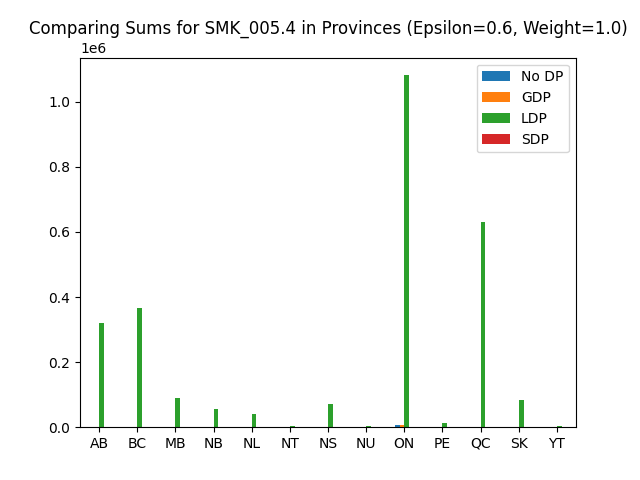 Comparing Sums for SMK_005.4 in Provinces (Epsilon=0.6, Weight=1.0)
1e6
No DP
GDP
LDP
SDP
1.0
0.8
0.6
0.4
0.2
0.0
AB BC MB NB NL NT NS NU ON PE QC SK YT